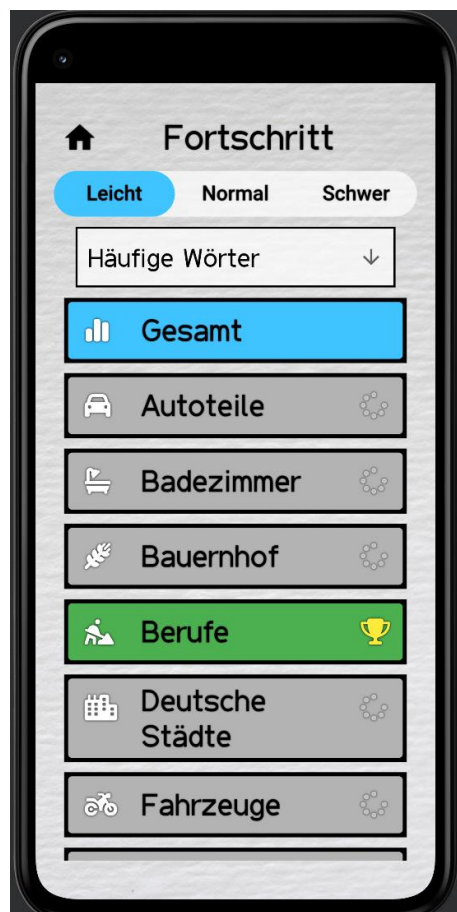 Fortschritt
Leicht Normal Schwer
Häufige Wörter
Gesamt
Autoteile
Badezimmer
Bauernhof
Berufe
Deutsche
Städte
Fahrzeuge